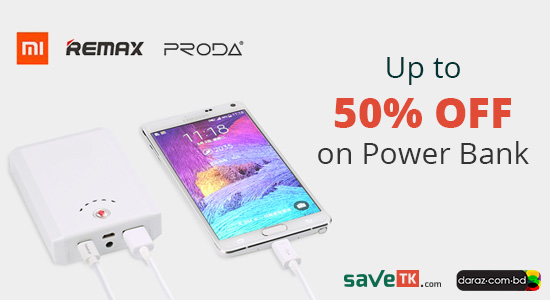 mi REMAX PRODA®
Up to
50% OFF
on Power Bank
saveTK.com
daraz-com-bd